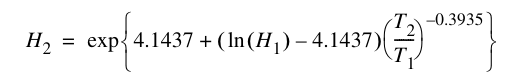 H₂ = exp{4.1437 + (ln(H₁) – 4.1437)(T₂/T₁)^–0.3935}